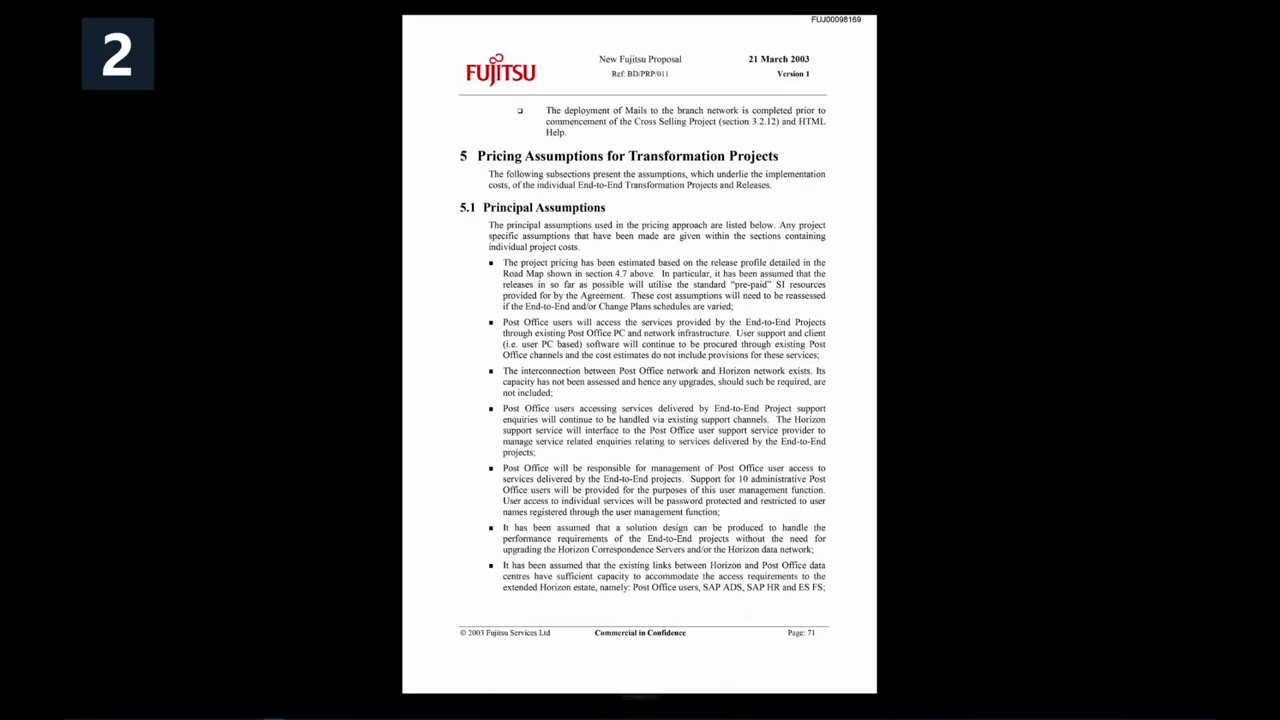 2
FUJ00098169
FUJITSU
New Fujitsu Proposal
Ref: BD/PRP/011
21 March 2003
Version 1
❑ The deployment of Mails to the branch network is completed prior to
commencement of the Cross Selling Project (section 3.2.12) and HTML
Help.
5 Pricing Assumptions for Transformation Projects
The following subsections present the assumptions, which underlie the implementation
costs, of the individual End-to-End Transformation Projects and Releases.
5.1 Principal Assumptions
The principal assumptions used in the pricing approach are listed below. Any project
specific assumptions that have been made are given within the sections containing
individual project costs.
▪ The project pricing has been estimated based on the release profile detailed in the
Road Map shown in section 4.7 above. In particular, it has been assumed that the
releases in so far as possible will utilise the standard “pre-paid” SI resources
provided for by the Agreement. These cost assumptions will need to be reassessed
if the End-to-End and/or Change Plans schedules are varied;
▪ Post Office users will access the services provided by the End-to-End Projects
through existing Post Office PC and network infrastructure. User support and client
(i.e. user PC based) software will continue to be procured through existing Post
Office channels and the cost estimates do not include provisions for these services;
▪ The interconnection between Post Office network and Horizon network exists. Its
capacity has not been assessed and hence any upgrades, should such be required, are
not included;
▪ Post Office users accessing services delivered by End-to-End Project support
enquiries will continue to be handled via existing support channels. The Horizon
support service will interface to the Post Office user support service provider to
manage service related enquiries relating to services delivered by the End-to-End
projects;
▪ Post Office will be responsible for management of Post Office user access to
services delivered by the End-to-End projects. Support for 10 administrative Post
Office users will be provided for the purposes of this user management function.
User access to individual services will be password protected and restricted to user
names registered through the user management function;
▪ It has been assumed that a solution design can be produced to handle the
performance requirements of the End-to-End projects without the need for
upgrading the Horizon Correspondence Servers and/or the Horizon data network;
▪ It has been assumed that the existing links between Horizon and Post Office data
centres have sufficient capacity to accommodate the access requirements to the
extended Horizon estate, namely: Post Office users, SAP ADS, SAP HR and ES FS;
© 2003 Fujitsu Services Ltd
Commercial in Confidence
Page: 71